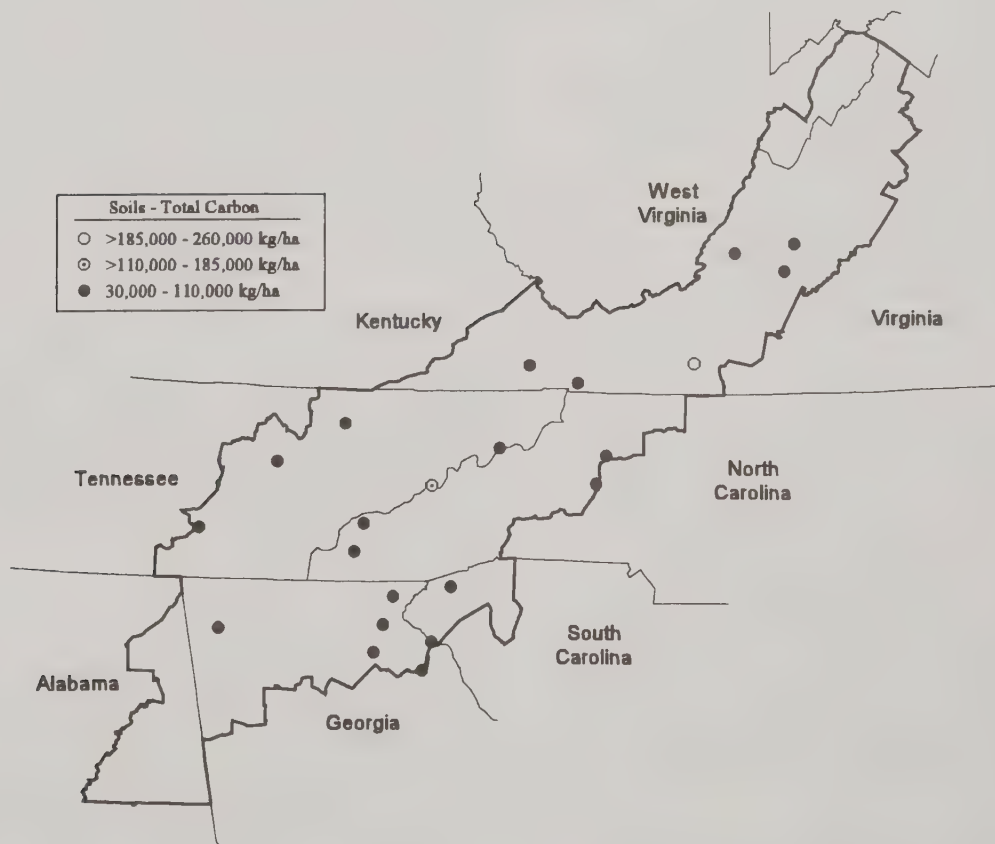 Soils - Total Carbon
>185,000 - 260,000 kg/ha
>110,000 - 185,000 kg/ha
30,000 - 110,000 kg/ha
West
Virginia
Kentucky
Virginia
Tennessee
North
Carolina
South
Carolina
Alabama
Georgia